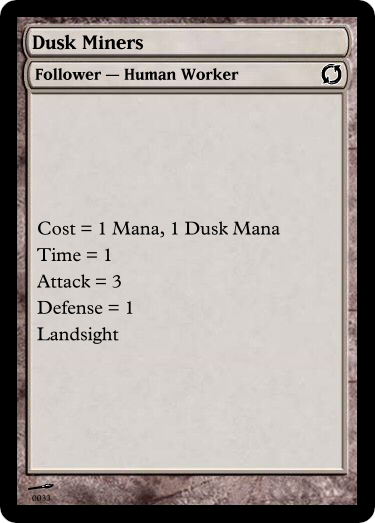 Dusk Miners
Follower — Human Worker
Cost = 1 Mana, 1 Dusk Mana
Time = 1
Attack = 3
Defense = 1
Landsight
0033